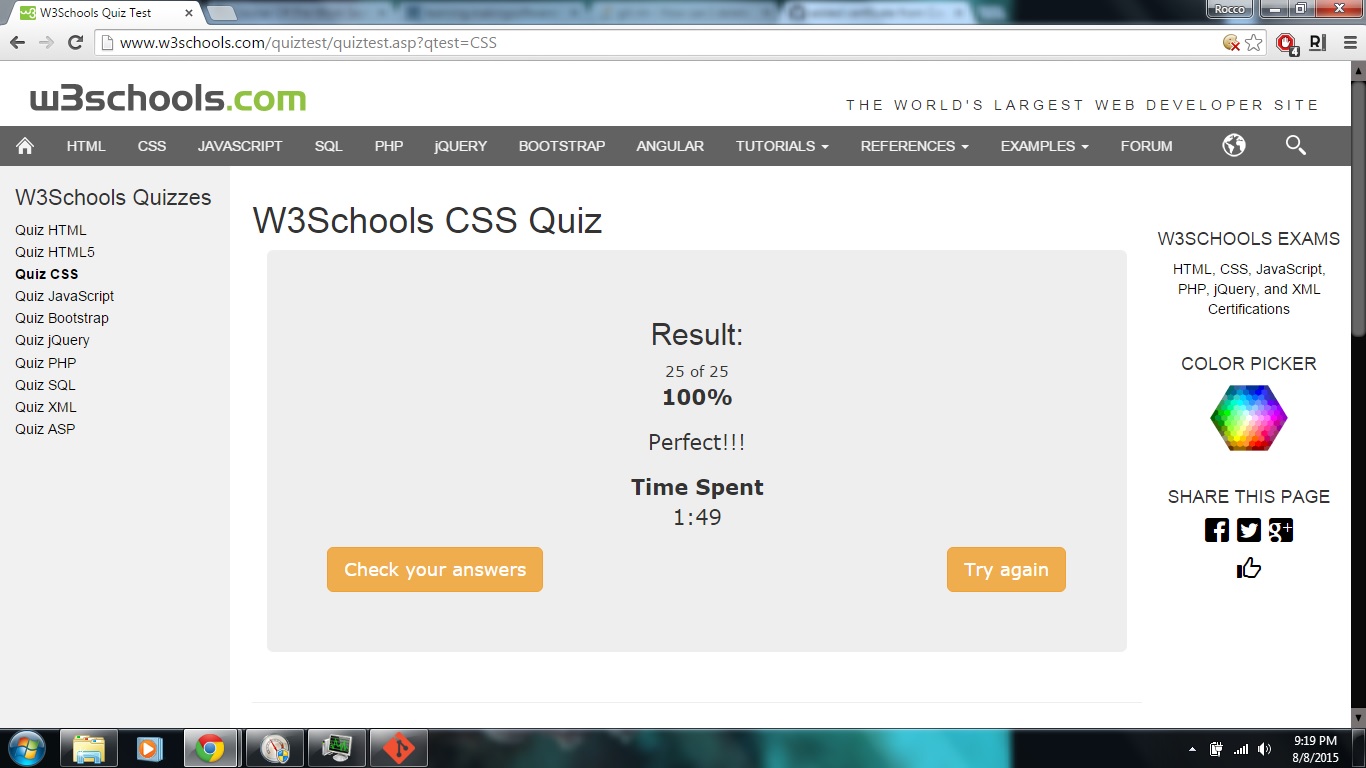 W3Schools Quiz Test
Rocco
www.w3schools.com/quiztest/quiztest.asp?qtest=CSS
4
R
w3schools.com
THE WORLD'S LARGEST WEB DEVELOPER SITE
HTML CSS JAVASCRIPT SQL PHP jQUERY BOOTSTRAP ANGULAR TUTORIALS REFERENCES EXAMPLES FORUM
W3Schools Quizzes
Quiz HTML
Quiz HTML5
Quiz CSS
Quiz JavaScript
Quiz Bootstrap
Quiz jQuery
Quiz PHP
Quiz SQL
Quiz XML
Quiz ASP
W3Schools CSS Quiz
Result:
25 of 25
100%
Perfect!!!
Time Spent
1:49
Check your answers
Try again
W3SCHOOLS EXAMS
HTML, CSS, JavaScript,
PHP, jQuery, and XML
Certifications
COLOR PICKER
SHARE THIS PAGE
9:19 PM
8/8/2015